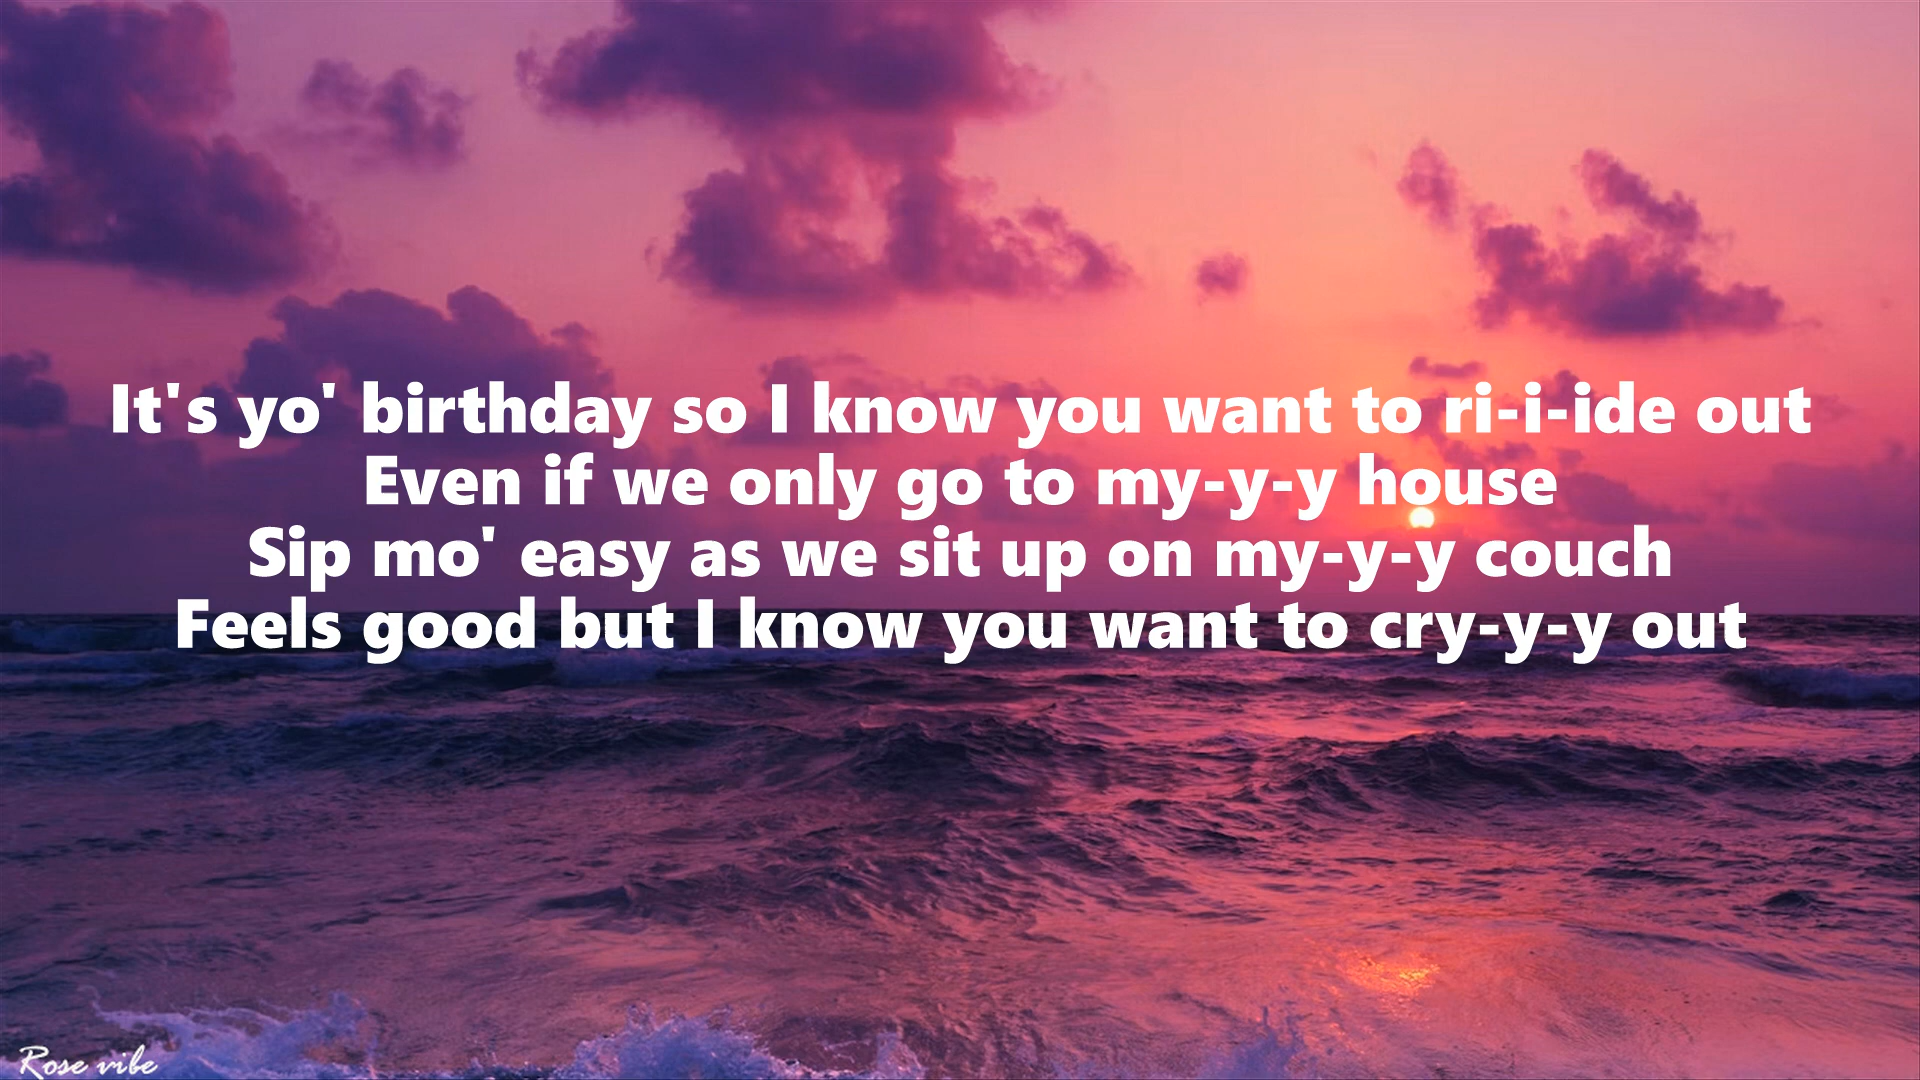 It's yo' birthday so I know you want to ri-i-ide out
Even if we only go to my-y-y house
Sip mo' easy as we sit up on my-y-y couch
Feels good but I know you want to cry-y-y out
Rose vibe